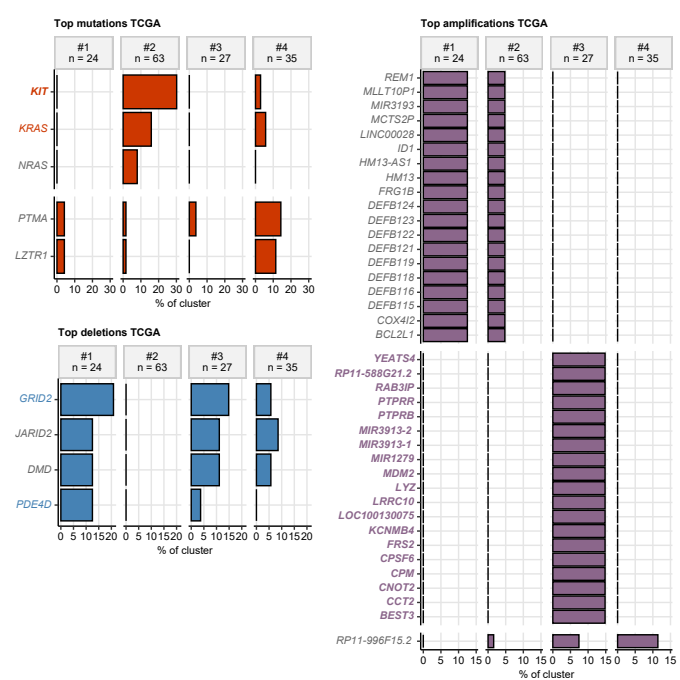 Top mutations TCGA
#1 #2 #3 #4
n = 24 n = 63 n = 27 n = 35
KIT
KRAS
NRAS
PTMA
LZTR1
0 10 20 30 0 10 20 30 0 10 20 30 0 10 20 30
% of cluster
Top deletions TCGA
#1 #2 #3 #4
n = 24 n = 63 n = 27 n = 35
GRID2
JARID2
DMD
PDE4D
0 5 10 15 20 0 5 10 15 20 0 5 10 15 20 0 5 10 15 20
% of cluster
Top amplifications TCGA
#1 #2 #3 #4
n = 24 n = 63 n = 27 n = 35
REM1
MLLT10P1
MIR3193
MCTS2P
LINC00028
ID1
HM13-AS1
HM13
FRG1B
DEFB124
DEFB123
DEFB122
DEFB121
DEFB119
DEFB118
DEFB116
DEFB115
COX4I2
BCL2L1
YEATS4
RP11-588G21.2
RAB3IP
PTPRR
PTPRB
MIR3913-2
MIR3913-1
MIR1279
MDM2
LYZ
LRRC10
LOC100130075
KCNMB4
FRS2
CPSF6
CPM
CNOT2
CCT2
BEST3
RP11-996F15.2
0 5 10 15 0 5 10 15 0 5 10 15 0 5 10 15
% of cluster